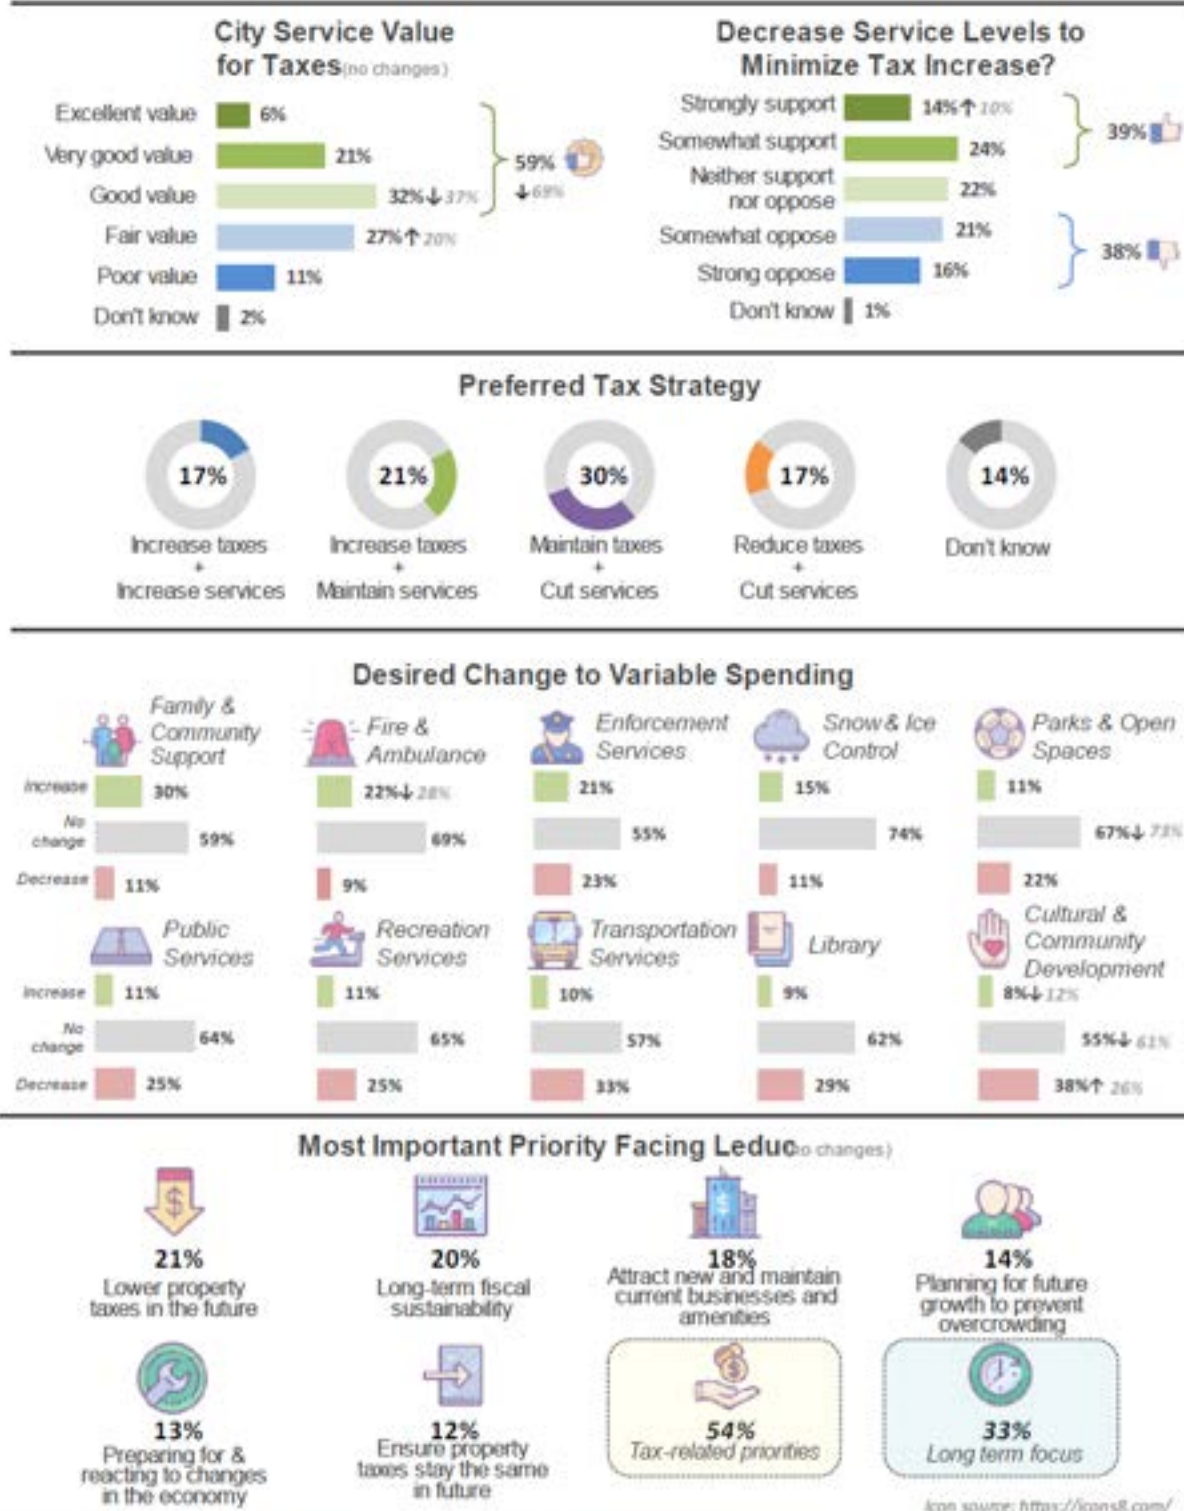 City Service Value
for Taxes(no changes)
Excellent value 6%
Very good value 21%
Good value 32%↓37%
Fair value 27%↑20%
Poor value 11%
Don't know 2%
59%
↓69%
Decrease Service Levels to
Minimize Tax Increase?
Strongly support 14%↑10%
Somewhat support 24%
Neither support
nor oppose 22%
Somewhat oppose 21%
Strong oppose 16%
Don't know 1%
39%
38%
Preferred Tax Strategy
17% 21% 30% 17% 14%
Increase taxes Increase taxes Maintain taxes Reduce taxes Don't know
+ + + +
Increase services Maintain services Cut services Cut services
Desired Change to Variable Spending
Family &
Community
Support
Fire &
Ambulance
Enforcement
Services
Snow & Ice
Control
Parks & Open
Spaces
Increase 30% 22%↓28% 21% 15% 11%
No
change 59% 69% 55% 74% 67%↓73%
Decrease 11% 9% 23% 11% 22%
Public
Services
Recreation
Services
Transportation
Services
Library
Cultural &
Community
Development
Increase 11% 11% 10% 9% 8%↓12%
No
change 64% 65% 57% 62% 55%↓61%
Decrease 25% 25% 33% 29% 38%↑26%
Most Important Priority Facing Leduc(no changes)
21%
Lower property
taxes in the future
20%
Long-term fiscal
sustainability
18%
Attract new and maintain
current businesses and
amenities
14%
Planning for future
growth to prevent
overcrowding
13%
Preparing for &
reacting to changes
in the economy
12%
Ensure property
taxes stay the same
in future
54%
Tax-related priorities
33%
Long term focus
Icon source: https://icons8.com/